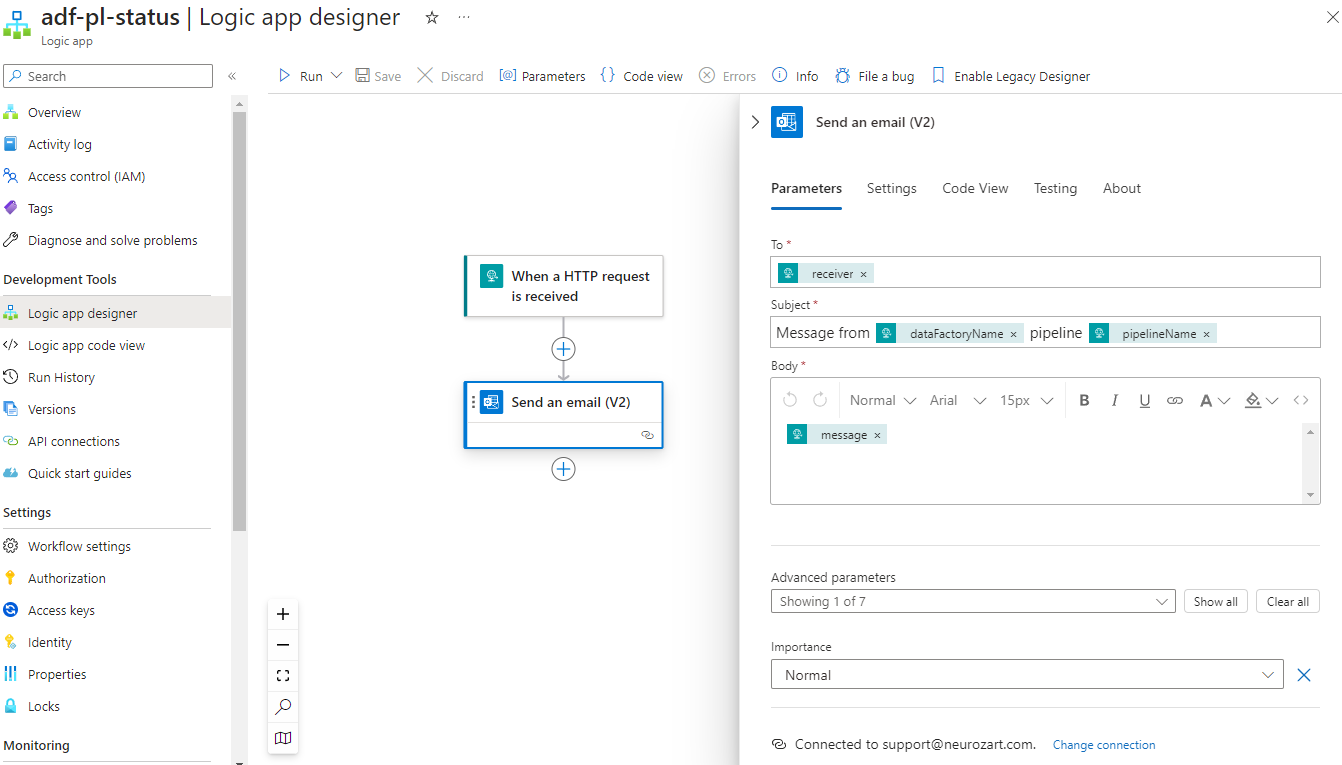 adf-pl-status | Logic app designer
Logic app
Search
Run Save Discard Parameters Code view Errors Info File a bug Enable Legacy Designer
Overview
Activity log
Access control (IAM)
Tags
Diagnose and solve problems
Development Tools
Logic app designer
Logic app code view
Run History
Versions
API connections
Quick start guides
Settings
Workflow settings
Authorization
Access keys
Identity
Properties
Locks
Monitoring
When a HTTP request
is received
Send an email (V2)
Send an email (V2)
Parameters Settings Code View Testing About
To *
receiver ×
Subject *
Message from dataFactoryName × pipeline pipelineName ×
Body *
Normal Arial 15px B I U A
message ×
Advanced parameters
Showing 1 of 7 Show all Clear all
Importance
Normal
Connected to support@neurozart.com. Change connection